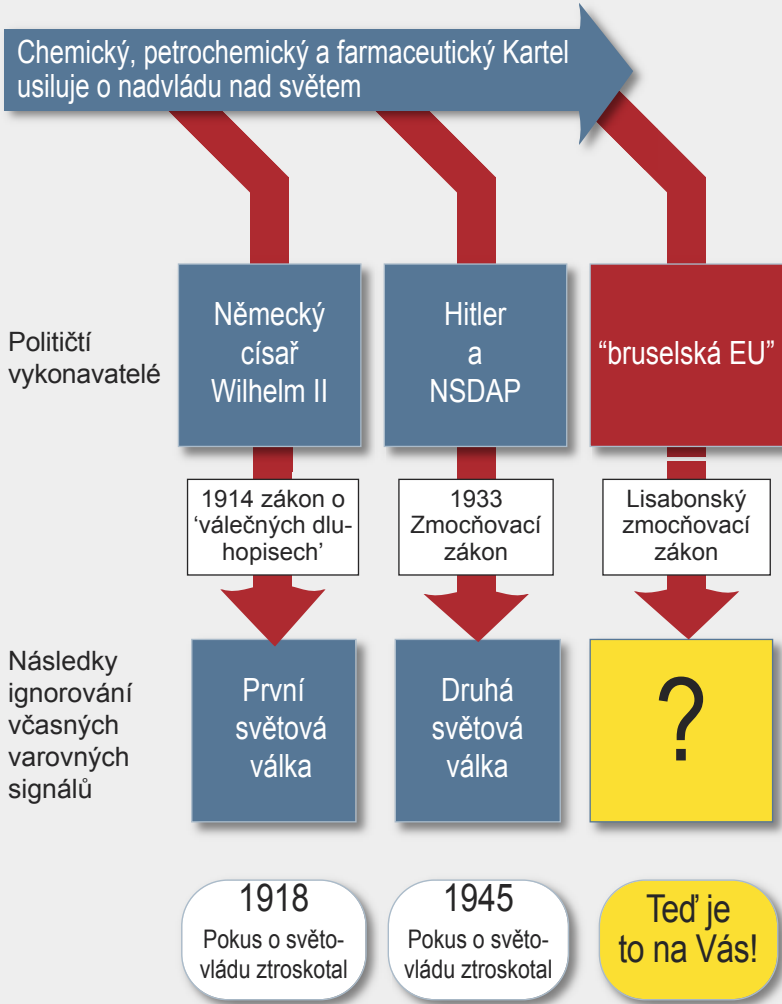 Chemický, petrochemický a farmaceutický Kartel
usiluje o nadvládu nad světem
Političtí
vykonavatelé
Německý
císař
Wilhelm II
Hitler
a
NSDAP
“bruselská EU”
1914 zákon o
‘válečných dlu-
hopisech’
1933
Zmocňovací
zákon
Lisabonský
zmocňovací
zákon
Následky
ignorování
včasných
varovných
signálů
První
světová
válka
Druhá
světová
válka
?
1918
Pokus o světo-
vládu ztroskotal
1945
Pokus o světo-
vládu ztroskotal
Teď je
to na Vás!